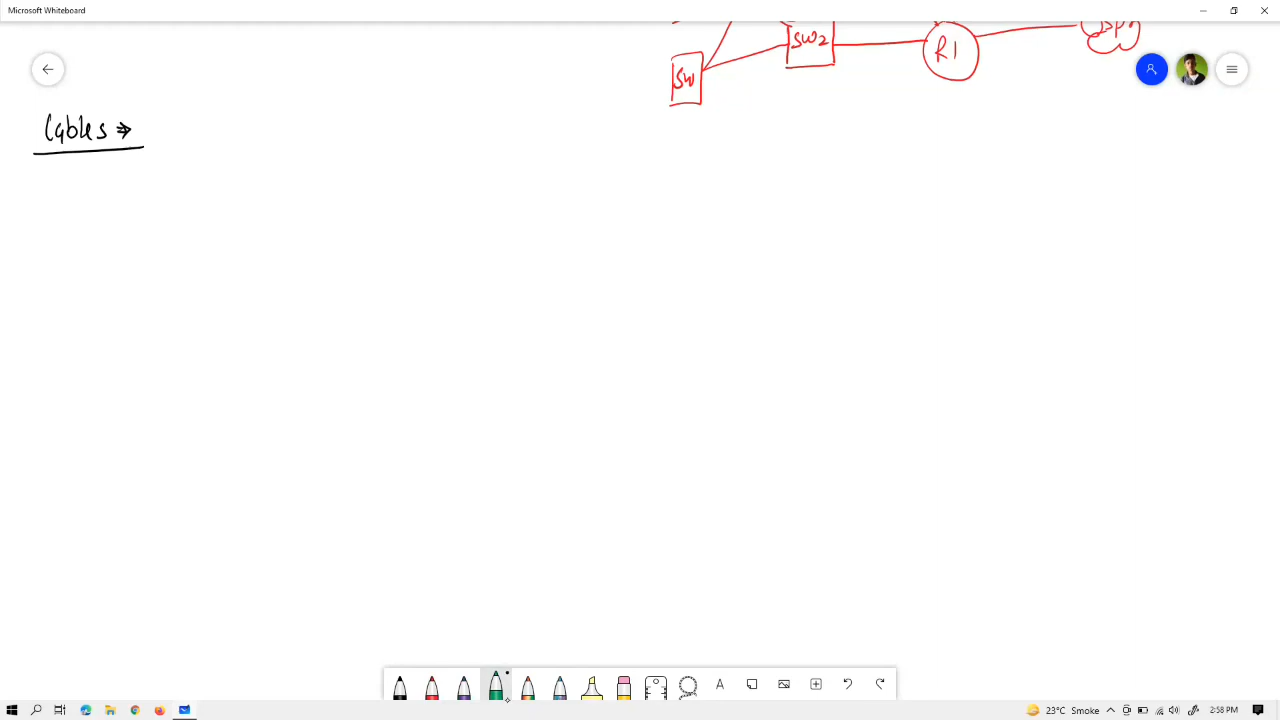 Microsoft Whiteboard
SW2
R1
SW
Cables ⇒
A
23°C Smoke
2:58 PM